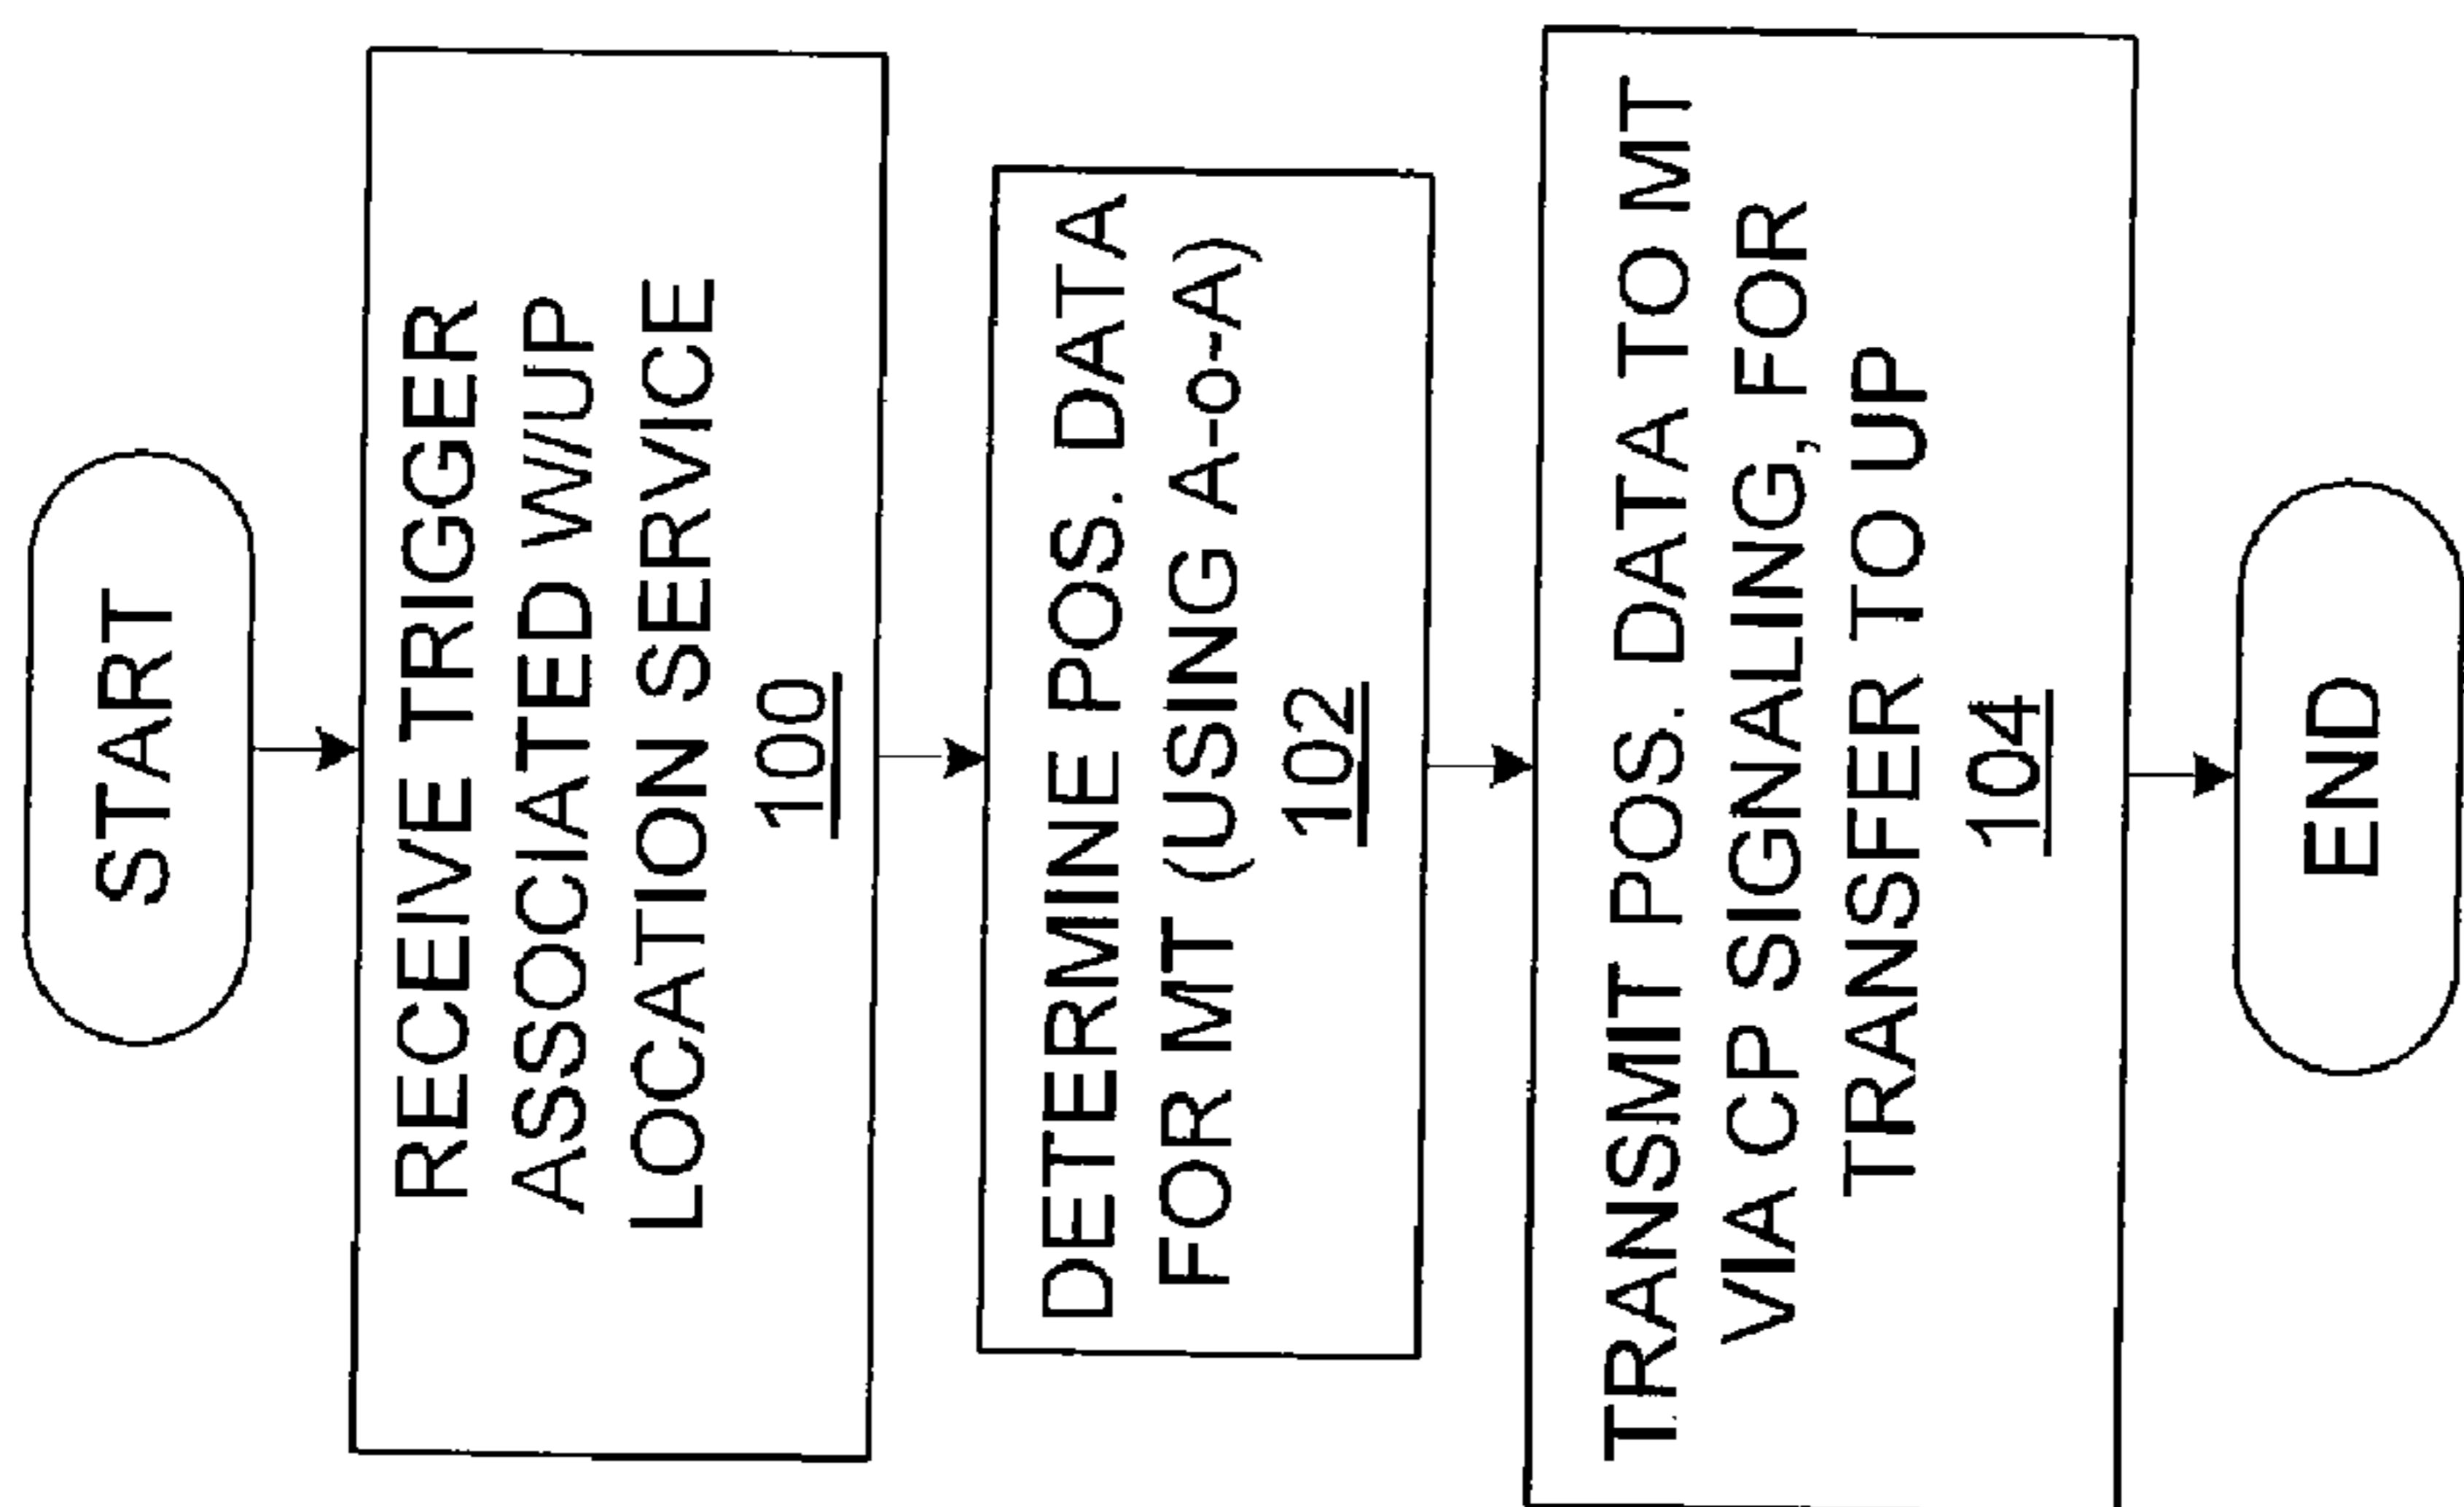 START
RECEIVE TRIGGER
ASSOCIATED W/UP
LOCATION SERVICE
100
DETERMINE POS. DATA
FOR MT (USING A-o-A)
102
TRANSMIT POS. DATA TO MT
VIA CP SIGNALING, FOR
TRANSFER TO UP
104
END